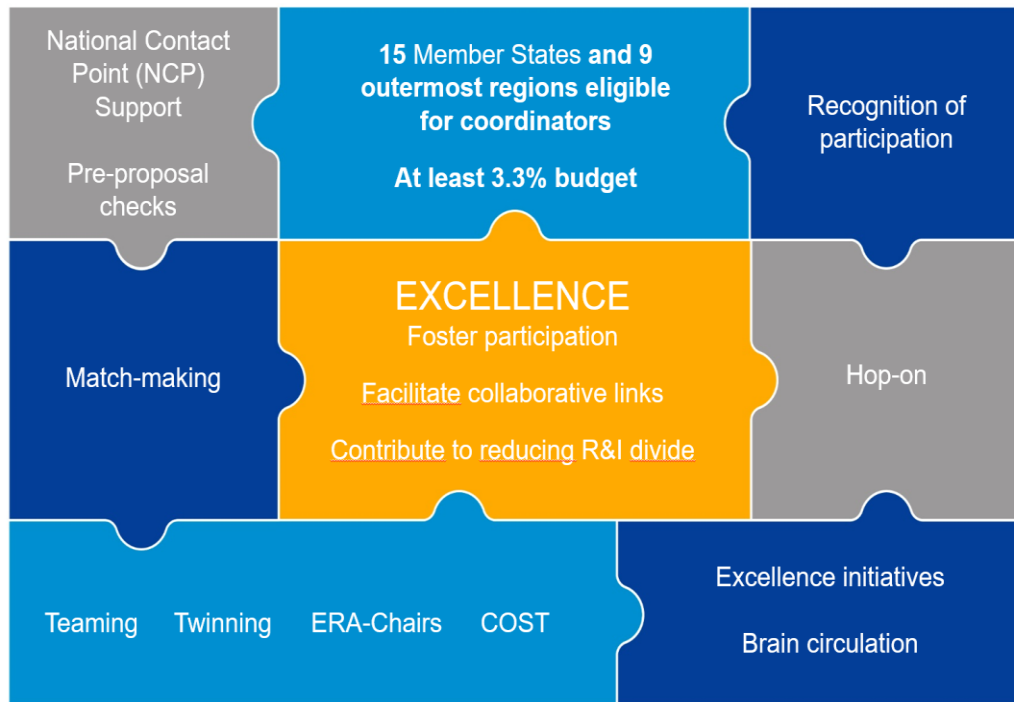 National Contact
Point (NCP)
Support
Pre-proposal
checks
15 Member States and 9
outermost regions eligible
for coordinators
At least 3.3% budget
Recognition of
participation
Match-making
EXCELLENCE
Foster participation
Facilitate collaborative links
Contribute to reducing R&I divide
Hop-on
Teaming Twinning ERA-Chairs COST
Excellence initiatives
Brain circulation